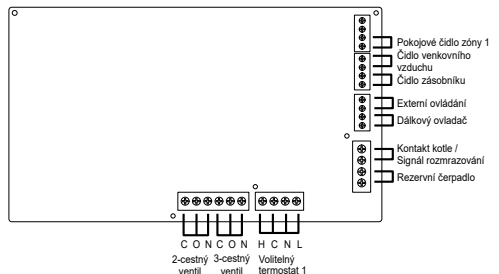 Pokojové čidlo zóny 1
Čidlo venkovního
vzduchu
Čidlo zásobníku
Externí ovládání
Dálkový ovladač
Kontakt kotle /
Signál rozmrazování
Rezervní čerpadlo
C O N C O N H C N L
2-cestný 3-cestný Volitelný
ventil ventil termostat 1